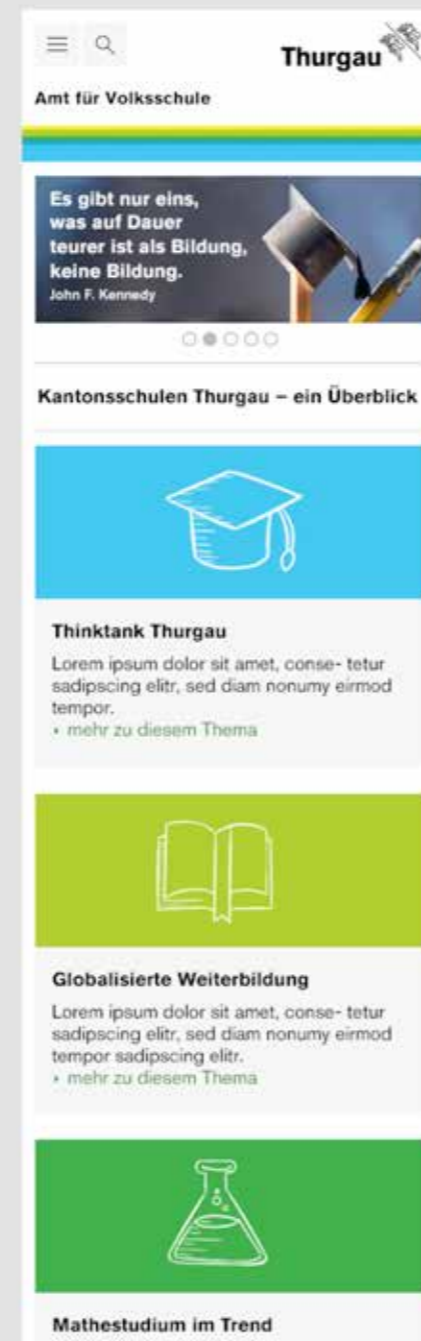 Thurgau
Amt für Volksschule
Es gibt nur eins,
was auf Dauer
teurer ist als Bildung,
keine Bildung.
John F. Kennedy
Kantonsschulen Thurgau – ein Überblick
Thinktank Thurgau
Lorem ipsum dolor sit amet, conse- tetur
sadipscing elitr, sed diam nonumy eirmod
tempor.
› mehr zu diesem Thema
Globalisierte Weiterbildung
Lorem ipsum dolor sit amet, conse- tetur
sadipscing elitr, sed diam nonumy eirmod
tempor sadipscing elitr.
› mehr zu diesem Thema
Mathestudium im Trend